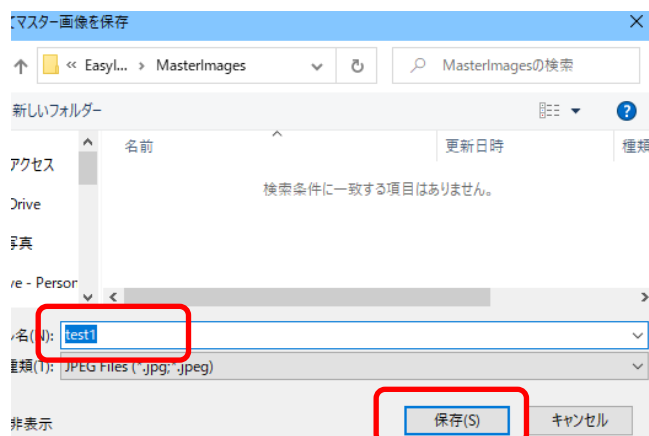 てマスター画像を保存
« EasyI... › MasterImages
MasterImagesの検索
新しいフォルダー
名前 更新日時 種類
アクセス
検索条件に一致する項目はありません。
Drive
写真
ve - Person
ル名(N): test1
種類(T): JPEG Files (*.jpg;*.jpeg)
非表示
保存(S) キャンセル